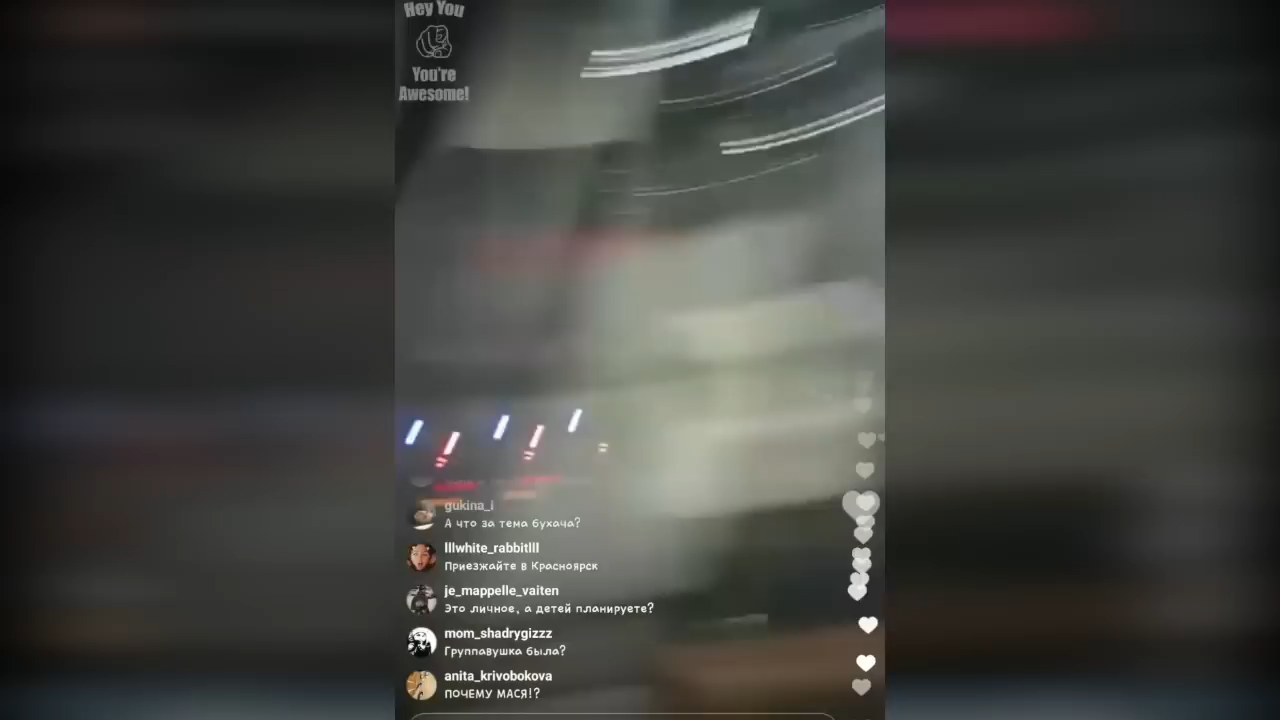 Hey You
You're
Awesome!
gukina_i
А что за тема бухача?
lllwhite_rabbitlll
Приезжайте в Красноярск
je_mappelle_vaiten
Это личное, а детей планируете?
mom_shadrygizzz
Группавушка была?
anita_krivobokova
ПОЧЕМУ МАСЯ!?